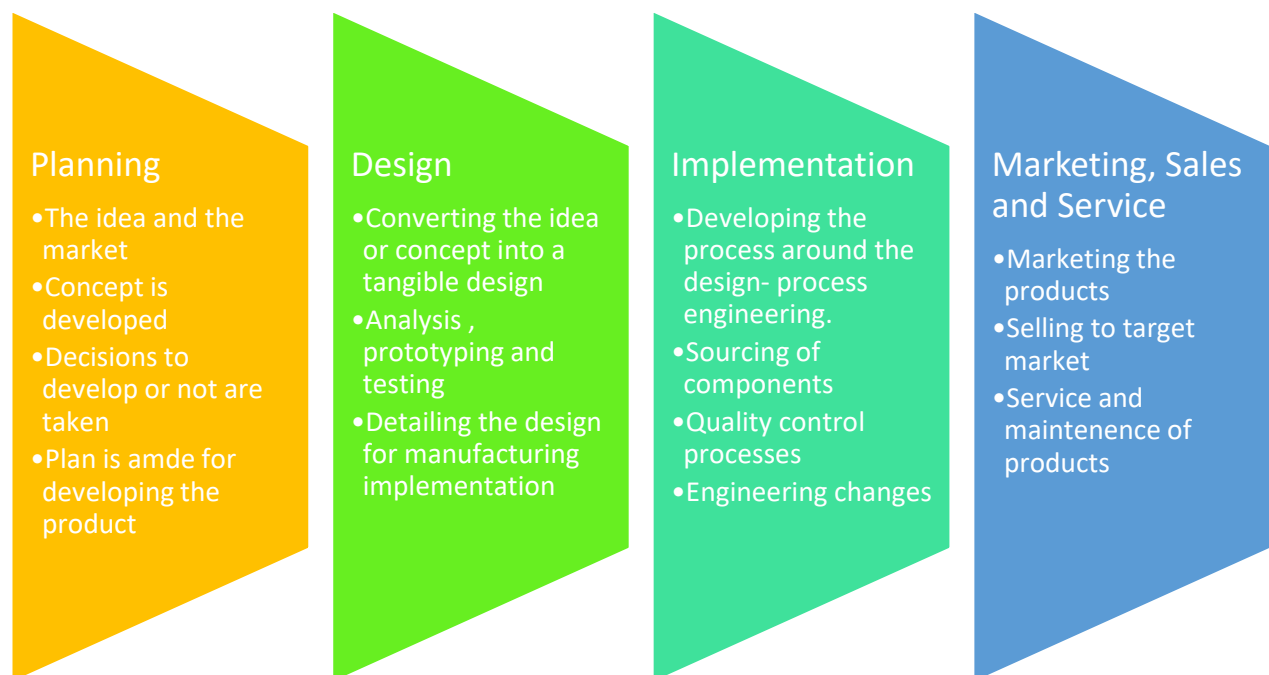 Planning
•The idea and the
market
•Concept is
developed
•Decisions to
develop or not are
taken
•Plan is amde for
developing the
product
Design
•Converting the idea
or concept into a
tangible design
•Analysis ,
prototyping and
testing
•Detailing the design
for manufacturing
implementation
Implementation
•Developing the
process around the
design- process
engineering.
•Sourcing of
components
•Quality control
processes
•Engineering changes
Marketing, Sales
and Service
•Marketing the
products
•Selling to target
market
•Service and
maintenence of
products